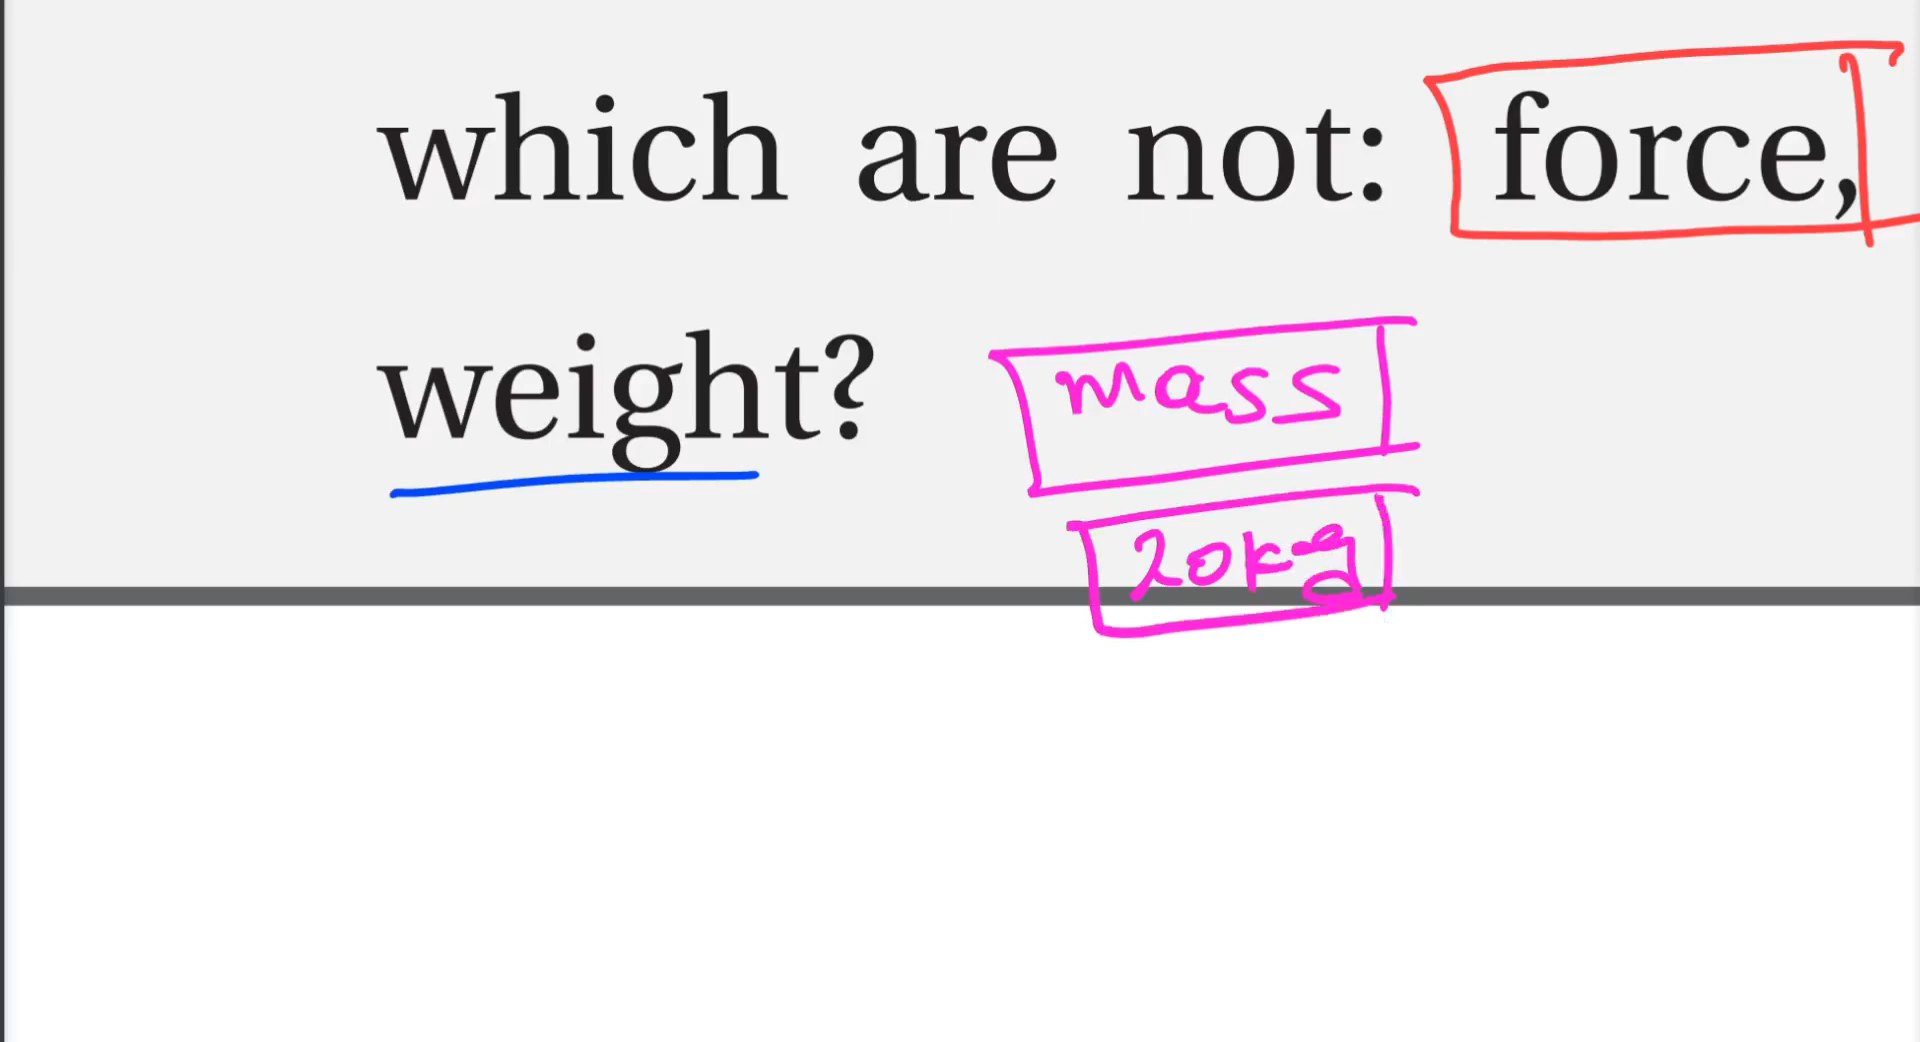 which are not: force,
weight? mass
20kg